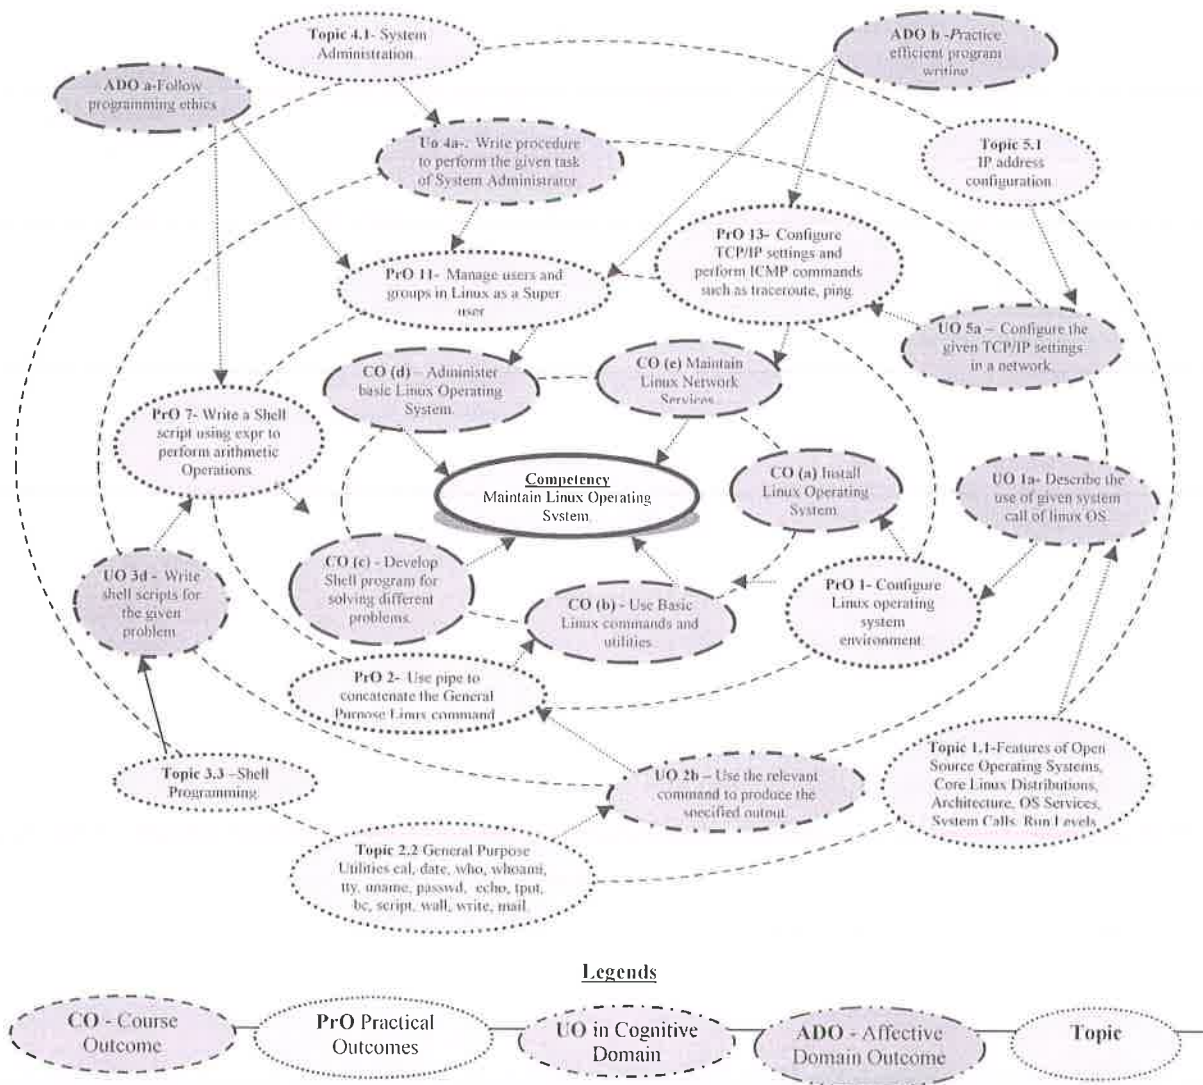 Topic 4.1- System
Administration.
ADO b -Practice
efficient program
writing
ADO a-Follow
programming ethics
Uo 4a-. Write procedure
to perform the given task
of System Administrator
Topic 5.1
IP address
configuration
PrO 13- Configure
TCP/IP settings and
perform ICMP commands
such as traceroute, ping.
PrO 11- Manage users and
groups in Linux as a Super
user
UO 5a – Configure the
given TCP/IP settings
in a network.
CO (d) – Administer
basic Linux Operating
System.
CO (e) Maintain
Linux Network
Services
PrO 7- Write a Shell
script using expr to
perform arithmetic
Operations.
Competency
Maintain Linux Operating
System
CO (a) Install
Linux Operating
System
UO 1a- Describe the
use of given system
call of linux OS.
UO 3d - Write
shell scripts for
the given
problem
CO (c) - Develop
Shell program for
solving different
problems.
CO (b) - Use Basic
Linux commands and
utilities.
PrO 1- Configure
Linux operating
system
environment.
PrO 2- Use pipe to
concatenate the General
Purpose Linux command
Topic 3.3 –Shell
Programming.
UO 2b – Use the relevant
command to produce the
specified output
Topic 1.1-Features of Open
Source Operating Systems,
Core Linux Distributions,
Architecture, OS Services,
System Calls, Run Levels
Topic 2.2 General Purpose
Utilities cal, date, who, whoami,
tty, uname, passwd, echo, tput,
bc, script, wall, write, mail.
Legends
CO - Course
Outcome
PrO Practical
Outcomes
UO in Cognitive
Domain
ADO - Affective
Domain Outcome
Topic